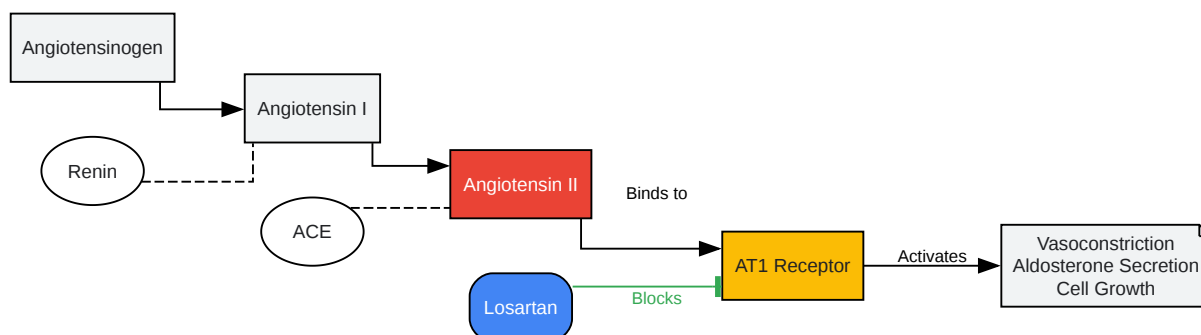 Angiotensinogen
Angiotensin I
Renin
Angiotensin II
Binds to
ACE
AT1 Receptor
Activates
Vasoconstriction
Aldosterone Secretion
Cell Growth
Losartan
Blocks